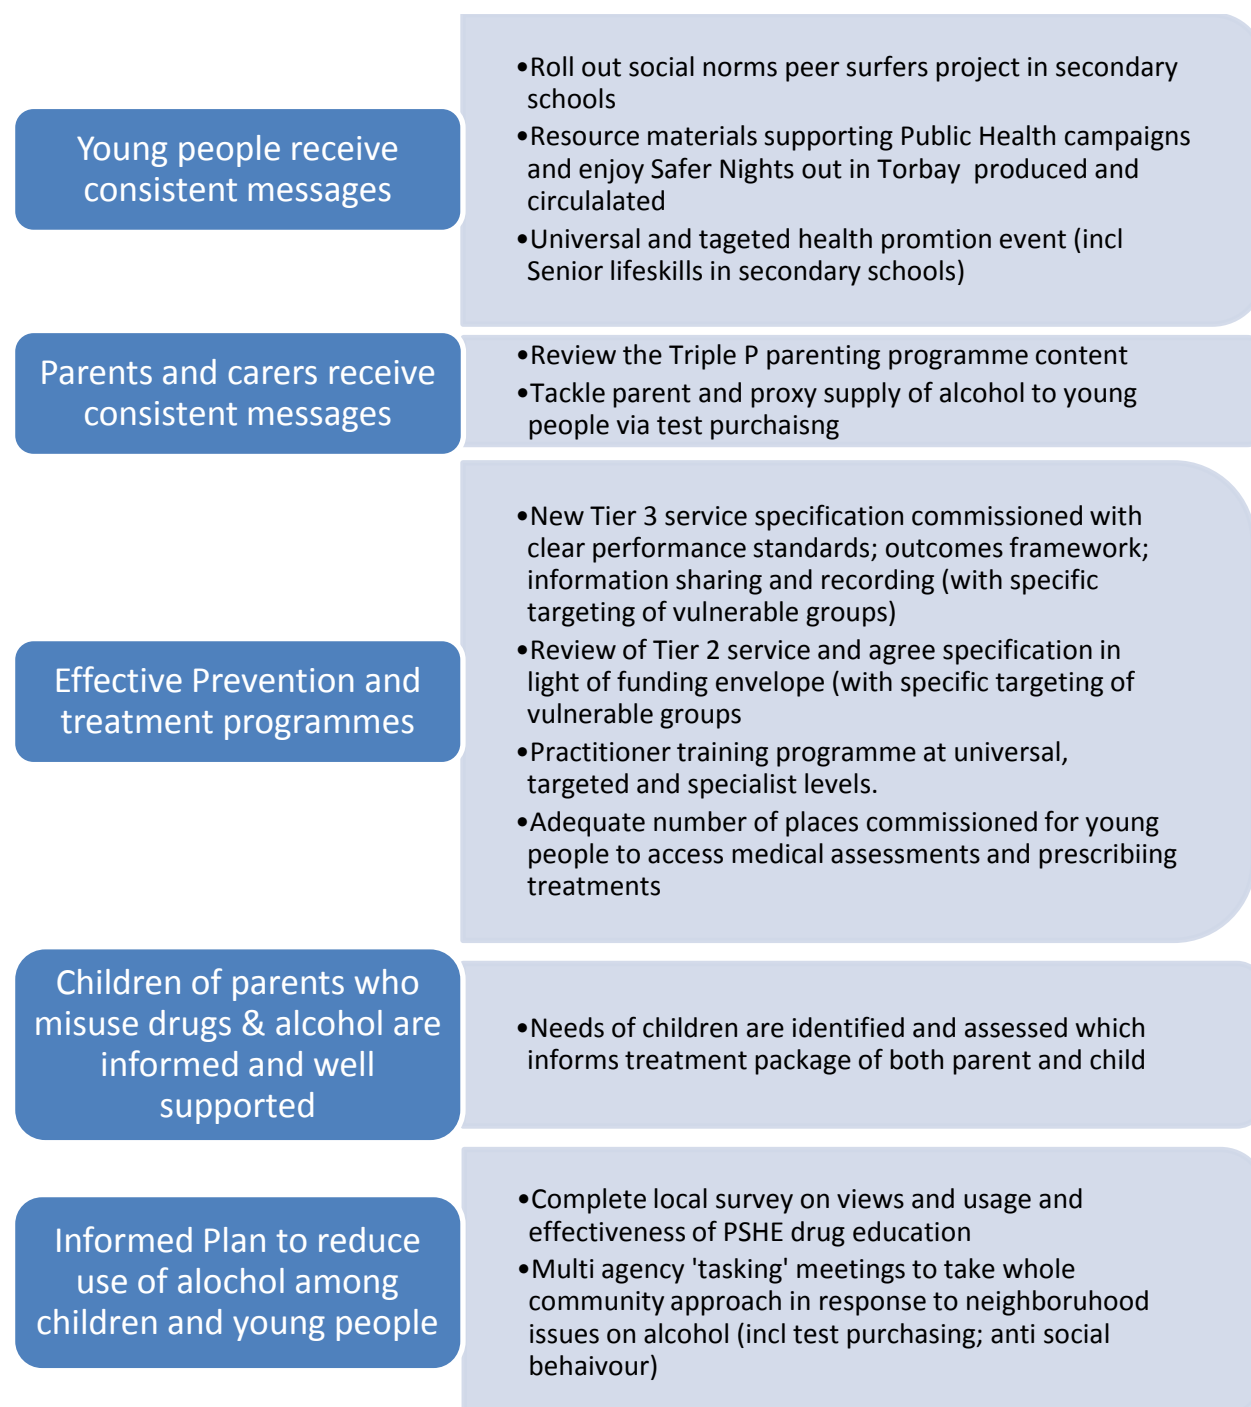 Young people receive
consistent messages
•Roll out social norms peer surfers project in secondary
schools
•Resource materials supporting Public Health campaigns
and enjoy Safer Nights out in Torbay  produced and
circulalated
•Universal and tageted health promtion event (incl
Senior lifeskills in secondary schools)
Parents and carers receive
consistent messages
•Review the Triple P parenting programme content
•Tackle parent and proxy supply of alcohol to young
people via test purchaisng
Effective Prevention and
treatment programmes
•New Tier 3 service specification commissioned with
clear performance standards; outcomes framework;
information sharing and recording (with specific
targeting of vulnerable groups)
•Review of Tier 2 service and agree specification in
light of funding envelope (with specific targeting of
vulnerable groups
•Practitioner training programme at universal,
targeted and specialist levels.
•Adequate number of places commissioned for young
people to access medical assessments and prescribiing
treatments
Children of parents who
misuse drugs & alcohol are
informed and well
supported
•Needs of children are identified and assessed which
informs treatment package of both parent and child
Informed Plan to reduce
use of alochol among
children and young people
•Complete local survey on views and usage and
effectiveness of PSHE drug education
•Multi agency 'tasking' meetings to take whole
community approach in response to neighboruhood
issues on alcohol (incl test purchasing; anti social
behaivour)